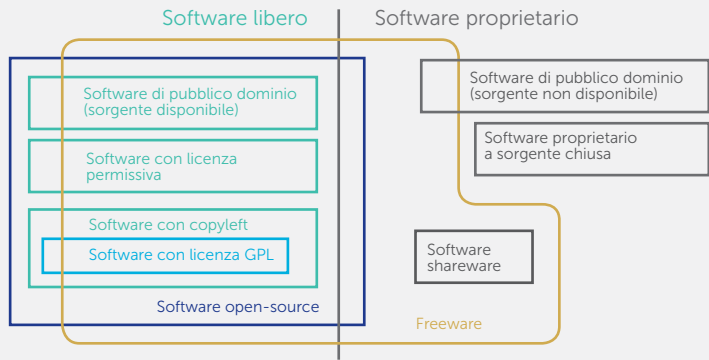 Software libero
Software proprietario
Software di pubblico dominio
(sorgente disponibile)
Software con licenza
permissiva
Software con copyleft
Software con licenza GPL
Software open-source
Software di pubblico dominio
(sorgente non disponibile)
Software proprietario
a sorgente chiusa
Software
shareware
Freeware